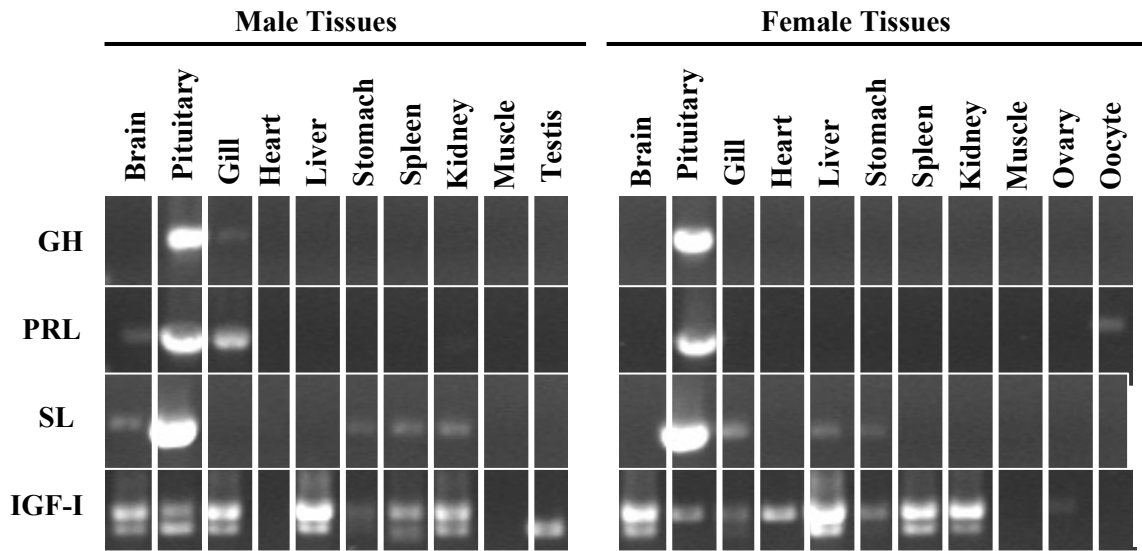 Male Tissues Female Tissues
Brain Pituitary Gill Heart Liver Stomach Spleen Kidney Muscle Testis Brain Pituitary Gill Heart Liver Stomach Spleen Kidney Muscle Ovary Oocyte
GH
PRL
SL
IGF-I